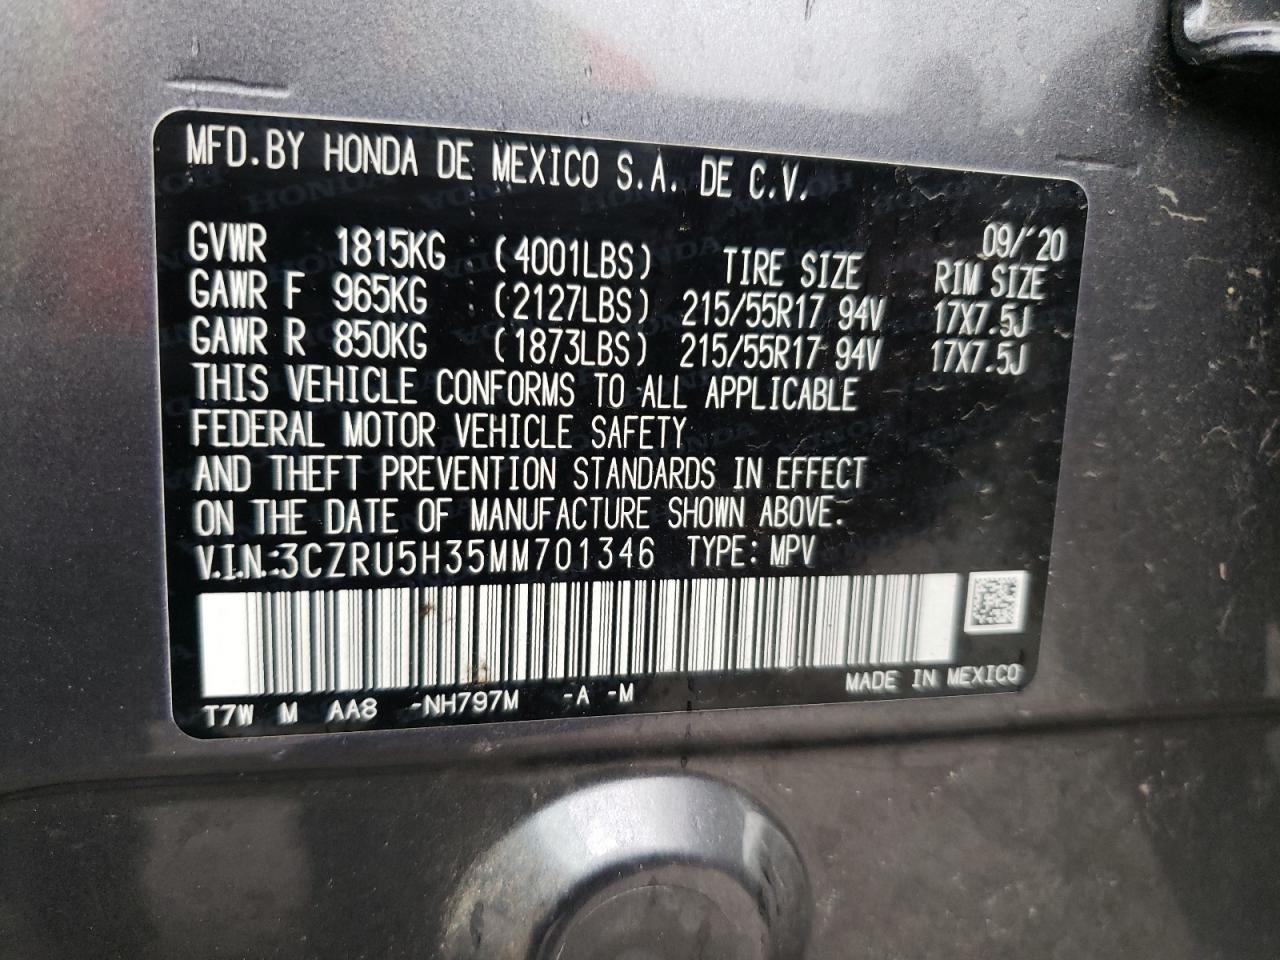 MFD.BY HONDA DE MEXICO S.A. DE C.V.
09/'20
GVWR 1815KG (4001LBS) TIRE SIZE RIM SIZE
GAWR F 965KG (2127LBS) 215/55R17 94V 17X7.5J
GAWR R 850KG (1873LBS) 215/55R17 94V 17X7.5J
THIS VEHICLE CONFORMS TO ALL APPLICABLE
FEDERAL MOTOR VEHICLE SAFETY
AND THEFT PREVENTION STANDARDS IN EFFECT
ON THE DATE OF MANUFACTURE SHOWN ABOVE.
V.I.N.:3CZRU5H35MM701346 TYPE: MPV
MADE IN MEXICO
T7W M AA8 -NH797M -A -M